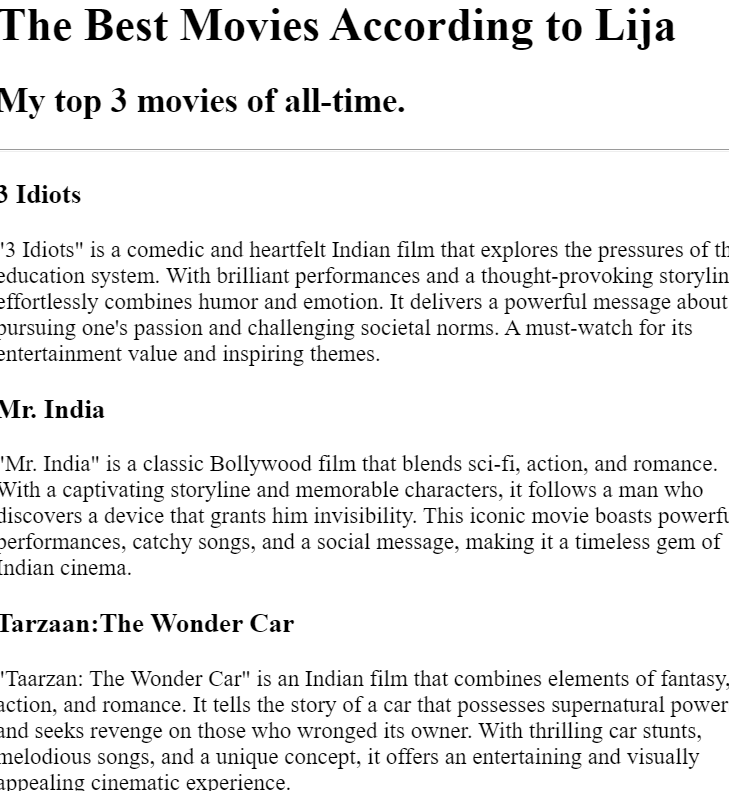 The Best Movies According to Lija
My top 3 movies of all-time.
3 Idiots
"3 Idiots" is a comedic and heartfelt Indian film that explores the pressures of th
education system. With brilliant performances and a thought-provoking storylin
effortlessly combines humor and emotion. It delivers a powerful message about
pursuing one's passion and challenging societal norms. A must-watch for its
entertainment value and inspiring themes.
Mr. India
"Mr. India" is a classic Bollywood film that blends sci-fi, action, and romance.
With a captivating storyline and memorable characters, it follows a man who
discovers a device that grants him invisibility. This iconic movie boasts powerfu
performances, catchy songs, and a social message, making it a timeless gem of
Indian cinema.
Tarzaan:The Wonder Car
"Taarzan: The Wonder Car" is an Indian film that combines elements of fantasy,
action, and romance. It tells the story of a car that possesses supernatural power
and seeks revenge on those who wronged its owner. With thrilling car stunts,
melodious songs, and a unique concept, it offers an entertaining and visually
appealing cinematic experience.